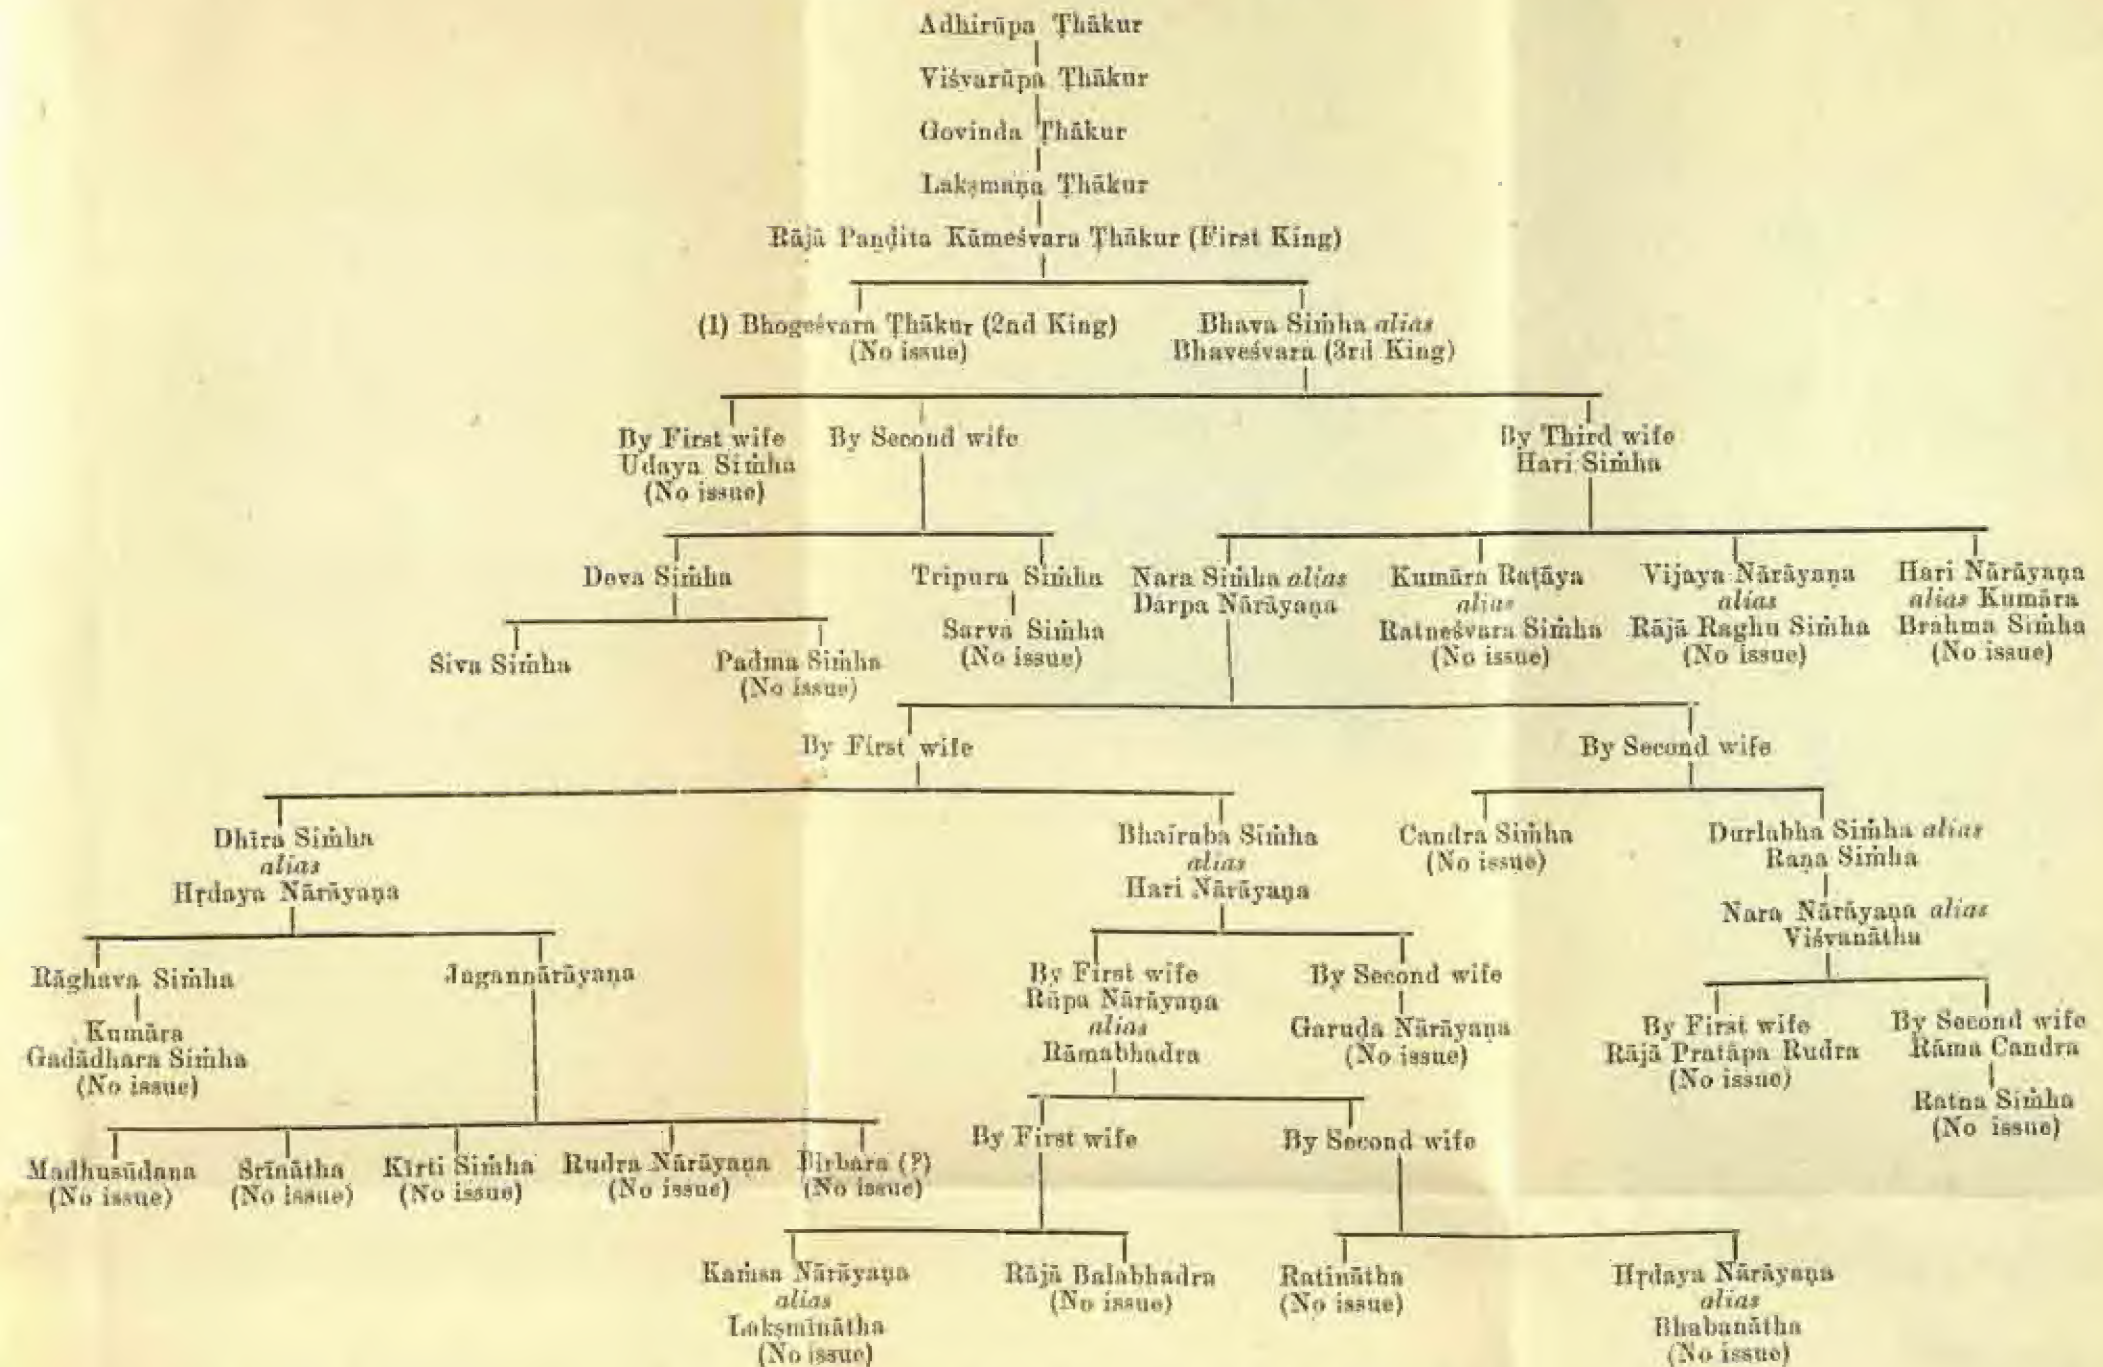 Adhirūpa Ṭhākur
Viśvarūpa Ṭhākur
Govinda Ṭhākur
Lakṣmaṇa Ṭhākur
Rājā Paṇḍita Kāmeśvara Ṭhākur (First King)
(1) Bhogeśvara Ṭhākur (2nd King)
(No issue)
Bhava Siṁha alias
Bhaveśvara (3rd King)
By First wife
Udaya Siṁha
(No issue)
By Second wife
By Third wife
Hari Siṁha
Deva Siṁha
Tripura Siṁha
Nara Siṁha alias
Darpa Nārāyaṇa
Kumāra Raṭāya
alias
Ratneśvara Siṁha
(No issue)
Vijaya Nārāyaṇa
alias
Rājā Raghu Siṁha
(No issue)
Hari Nārāyaṇa
alias Kumāra
Brahma Siṁha
(No issue)
Śiva Siṁha
Padma Siṁha
(No issue)
Sarva Siṁha
(No issue)
By First wife
By Second wife
Dhīra Siṁha
alias
Hṛdaya Nārāyaṇa
Bhairaba Siṁha
alias
Hari Nārāyaṇa
Candra Siṁha
(No issue)
Durlabha Siṁha alias
Raṇa Siṁha
Nara Nārāyaṇa alias
Viśvanātha
Rāghava Siṁha
Jagannārāyaṇa
By First wife
Rūpa Nārāyaṇa
alias
Rāmabhadra
By Second wife
Garuḍa Nārāyaṇa
(No issue)
By First wife
Rājā Pratāpa Rudra
(No issue)
By Second wife
Rāma Candra
Kumāra
Gadādhara Siṁha
(No issue)
Ratna Siṁha
(No issue)
By First wife
By Second wife
Madhusūdana
(No issue)
Śrīnātha
(No issue)
Kīrti Siṁha
(No issue)
Rudra Nārāyaṇa
(No issue)
Birbara (?)
(No issue)
Kaṁsa Nārāyaṇa
alias
Lakṣmīnātha
(No issue)
Rājā Balabhadra
(No issue)
Ratinātha
(No issue)
Hṛdaya Nārāyaṇa
alias
Bhabanātha
(No issue)